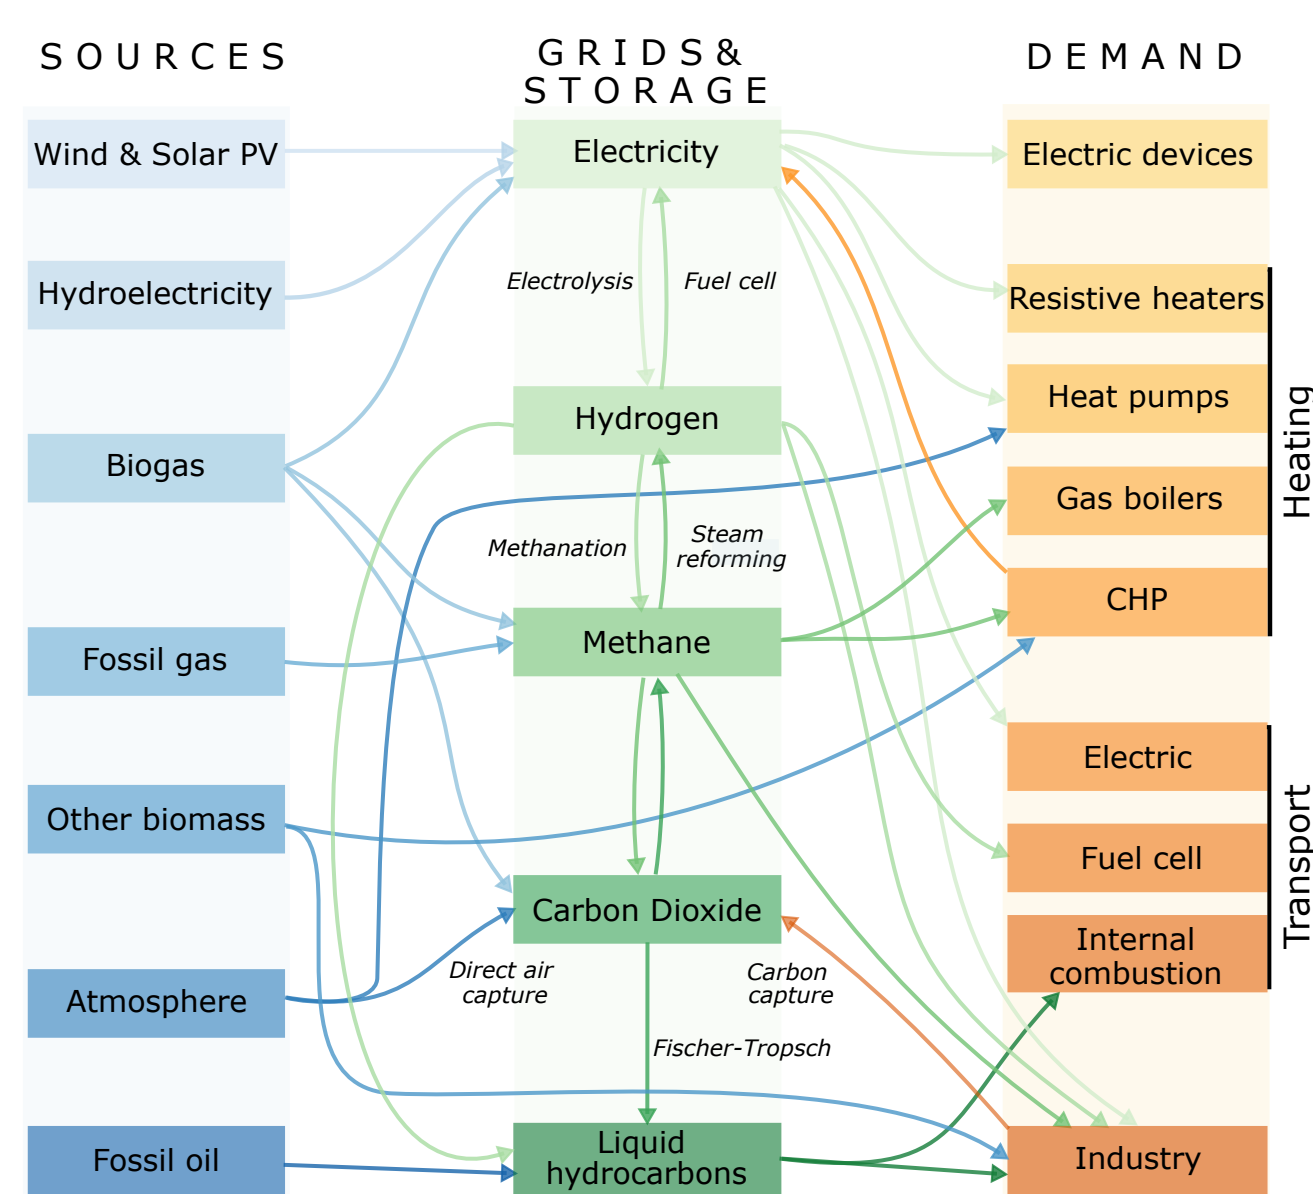 SOURCES
GRIDS &
STORAGE
DEMAND
Wind & Solar PV
Electricity
Electric devices
Hydroelectricity
Electrolysis
Fuel cell
Resistive heaters
Heat pumps
Hydrogen
Biogas
Gas boilers
Heating
Methanation
Steam
reforming
CHP
Fossil gas
Methane
Electric
Other biomass
Fuel cell
Transport
Carbon Dioxide
Internal
combustion
Atmosphere
Direct air
capture
Carbon
capture
Fischer-Tropsch
Fossil oil
Liquid
hydrocarbons
Industry